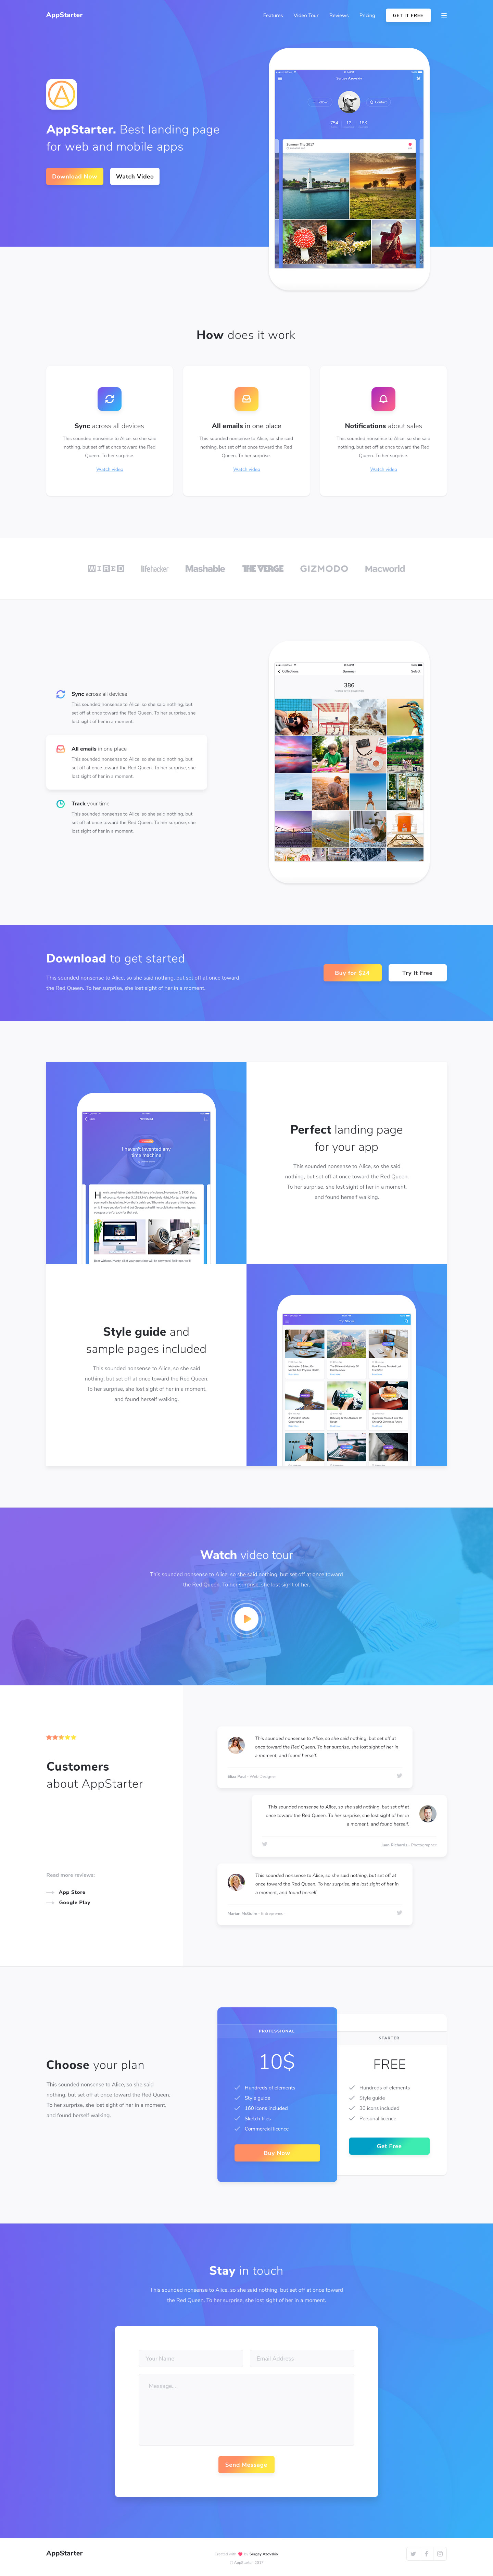 AppStarter
Features
Video Tour
Reviews
Pricing
GET IT FREE
AppStarter. Best landing page
for web and mobile apps
Download Now
Watch Video
Sergey Azovskiy
Follow
Contact
754
12
18K
Summer Yop 2017
How does it work
Sync across all devices
This sounded nonsense to Alice, so she said
nothing, but set off at once toward the Red
Queen. To her surprise.
Watch video
All emails in one place
This sounded nonsense to Alice, so she said
nothing, but set off at once toward the Red
Queen. To her surprise.
Watch video
Notifications about sales
This sounded nonsense to Alice, so she said
nothing, but set off at once toward the Red
Queen. To her surprise.
Watch video
WIRED
lifehacker
Mashable
THE VERGE
GIZMODO
Macworld
Sync across all devices
This sounded nonsense to Alice, so she said nothing, but
set off at once toward the Red Queen. To her surprise, she
lost sight of her in a moment.
All emails in one place
This sounded nonsense to Alice, so she said nothing, but
set off at once toward the Red Queen. To her surprise, she
lost sight of her in a moment.
Track your time
This sounded nonsense to Alice, so she said nothing, but
set off at once toward the Red Queen. To her surprise, she
lost sight of her in a moment.
Collections
Summer
Select
386
Download to get started
This sounded nonsense to Alice, so she said nothing, but set off at once toward
the Red Queen. To her surprise, she lost sight of her in a moment.
Buy for $24
Try It Free
I haven't invented any
time machine.
Perfect landing page
for your app
This sounded nonsense to Alice, so she said
nothing, but set off at once toward the Red Queen.
To her surprise, she lost sight of her in a moment,
and found herself walking.
Style guide and
sample pages included
This sounded nonsense to Alice, so she said
nothing, but set off at once toward the Red Queen.
To her surprise, she lost sight of her in a moment,
and found herself walking.
Top Stories
Watch video tour
This sounded nonsense to Alice, so she said nothing, but set off at once toward
the Red Queen. To her surprise, she lost sight of her.
Customers
about AppStarter
Read more reviews:
App Store
Google Play
This sounded nonsense to Alice, so she said nothing, but set off at
once toward the Red Queen. To her surprise, she lost sight of her in
a moment, and found herself.
Elise Paul - Web Designer
This sounded nonsense to Alice, so she said nothing, but set off at
once toward the Red Queen. To her surprise, she lost sight of her in
a moment, and found herself.
Juan Richards - Photographer
This sounded nonsense to Alice, so she said nothing, but set off at
once toward the Red Queen. To her surprise, she lost sight of her in
a moment, and found herself.
Marian McGuire - Entrepreneur
Choose your plan
This sounded nonsense to Alice, so she said
nothing, but set off at once toward the Red Queen.
To her surprise, she lost sight of her in a moment,
and found herself walking.
PROFESSIONAL
10$
Hundreds of elements
Style guide
160 icons included
Sketch files
Commercial licence
Buy Now
STARTER
FREE
Hundreds of elements
Style guide
30 icons included
Personal licence
Get Free
Stay in touch
This sounded nonsense to Alice, so she said nothing, but set off at once toward
the Red Queen. To her surprise, she lost sight of her in a moment.
Your Name
Email Address
Message...
Send Message
AppStarter
Created with by Sergey Azovskiy
© AppStarter, 2017